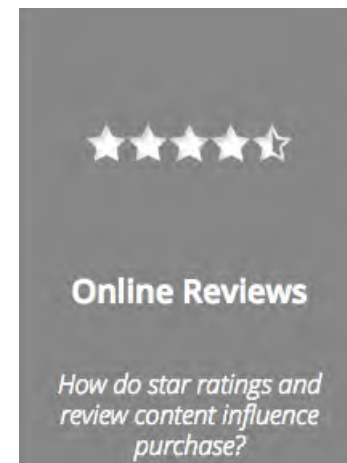 Online Reviews
How do star ratings and
review content influence
purchase?